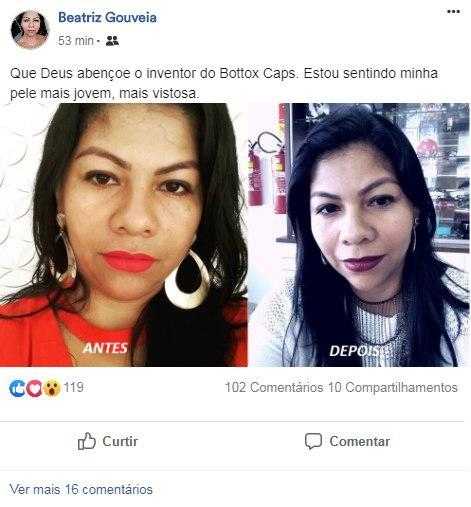 Beatriz Gouveia
53 min ·
Que Deus abençoe o inventor do Bottox Caps. Estou sentindo minha
pele mais jovem, mais vistosa.
ANTES
DEPOIS
119
102 Comentários 10 Compartilhamentos
Curtir
Comentar
Ver mais 16 comentários